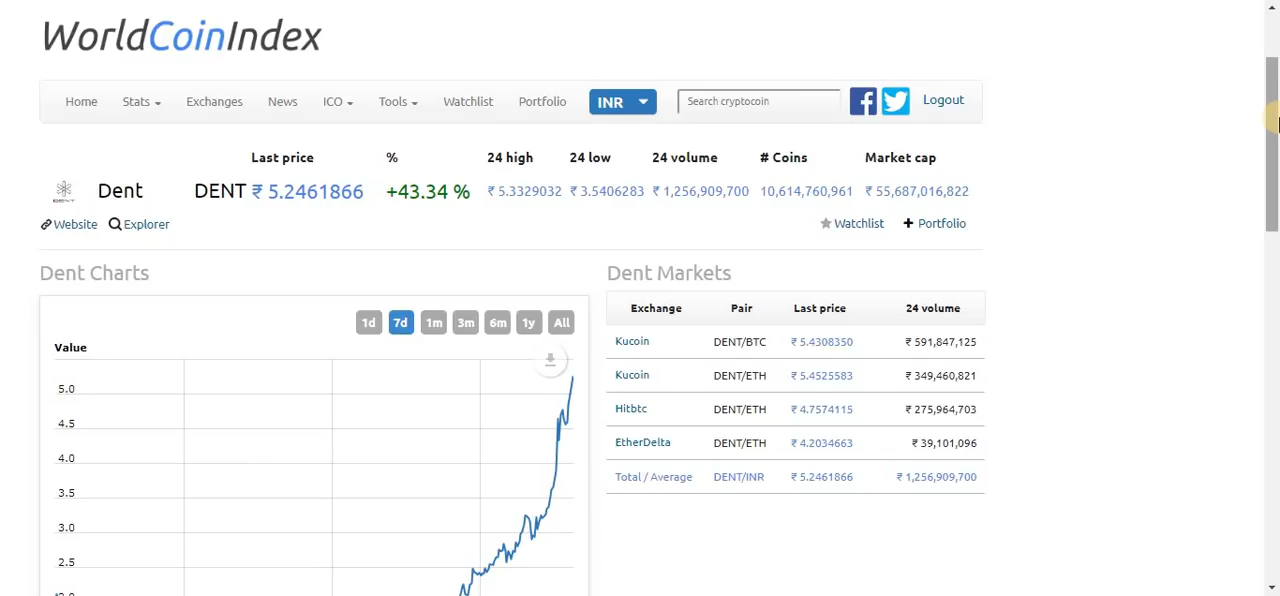 WorldCoinIndex
Home Stats Exchanges News ICO Tools Watchlist Portfolio INR Search cryptocoin Logout
Last price % 24 high 24 low 24 volume # Coins Market cap
Dent DENT ₹ 5.2461866 +43.34 % ₹ 5.3329032 ₹ 3.5406283 ₹ 1,256,909,700 10,614,760,961 ₹ 55,687,016,822
Website Explorer Watchlist + Portfolio
Dent Charts
1d 7d 1m 3m 6m 1y All
Value
5.0
4.5
4.0
3.5
3.0
2.5
Dent Markets
Exchange Pair Last price 24 volume
Kucoin DENT/BTC ₹ 5.4308350 ₹ 591,847,125
Kucoin DENT/ETH ₹ 5.4525583 ₹ 349,460,821
Hitbtc DENT/ETH ₹ 4.7574115 ₹ 275,964,703
EtherDelta DENT/ETH ₹ 4.2034663 ₹ 39,101,096
Total / Average DENT/INR ₹ 5.2461866 ₹ 1,256,909,700